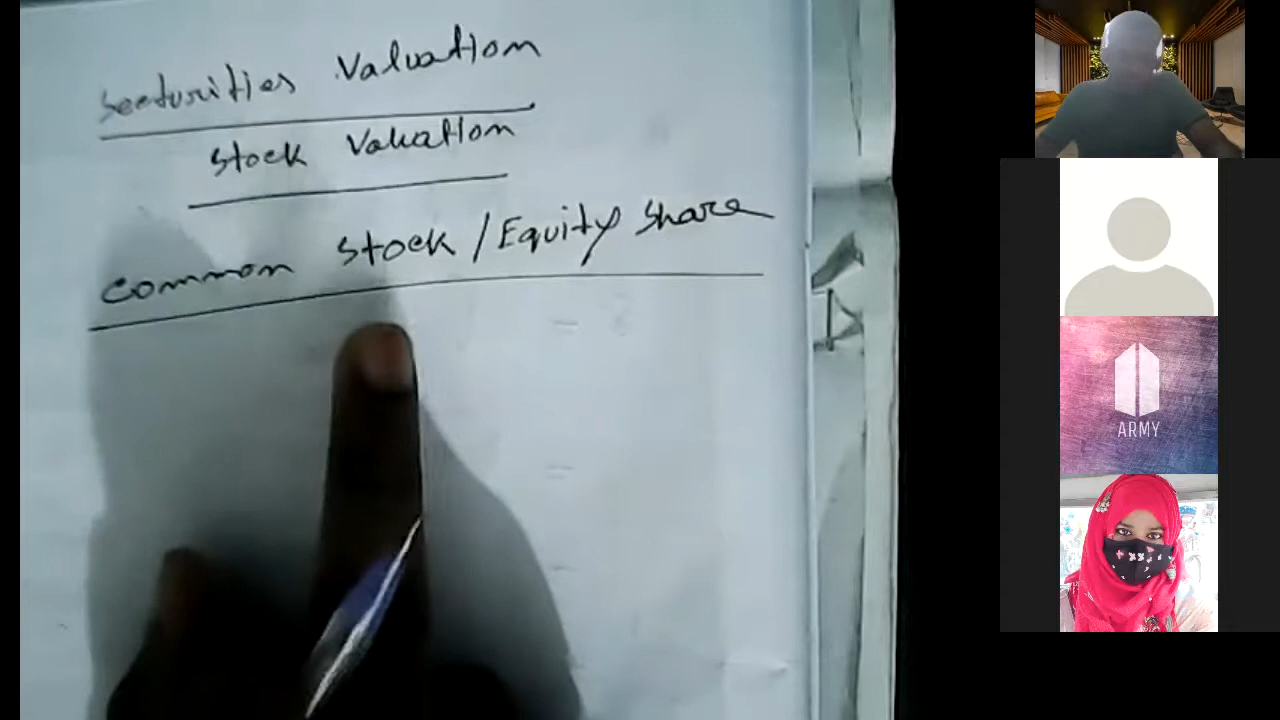 Securities Valuation
Stock Valuation
Common Stock / Equity Share
ARMY